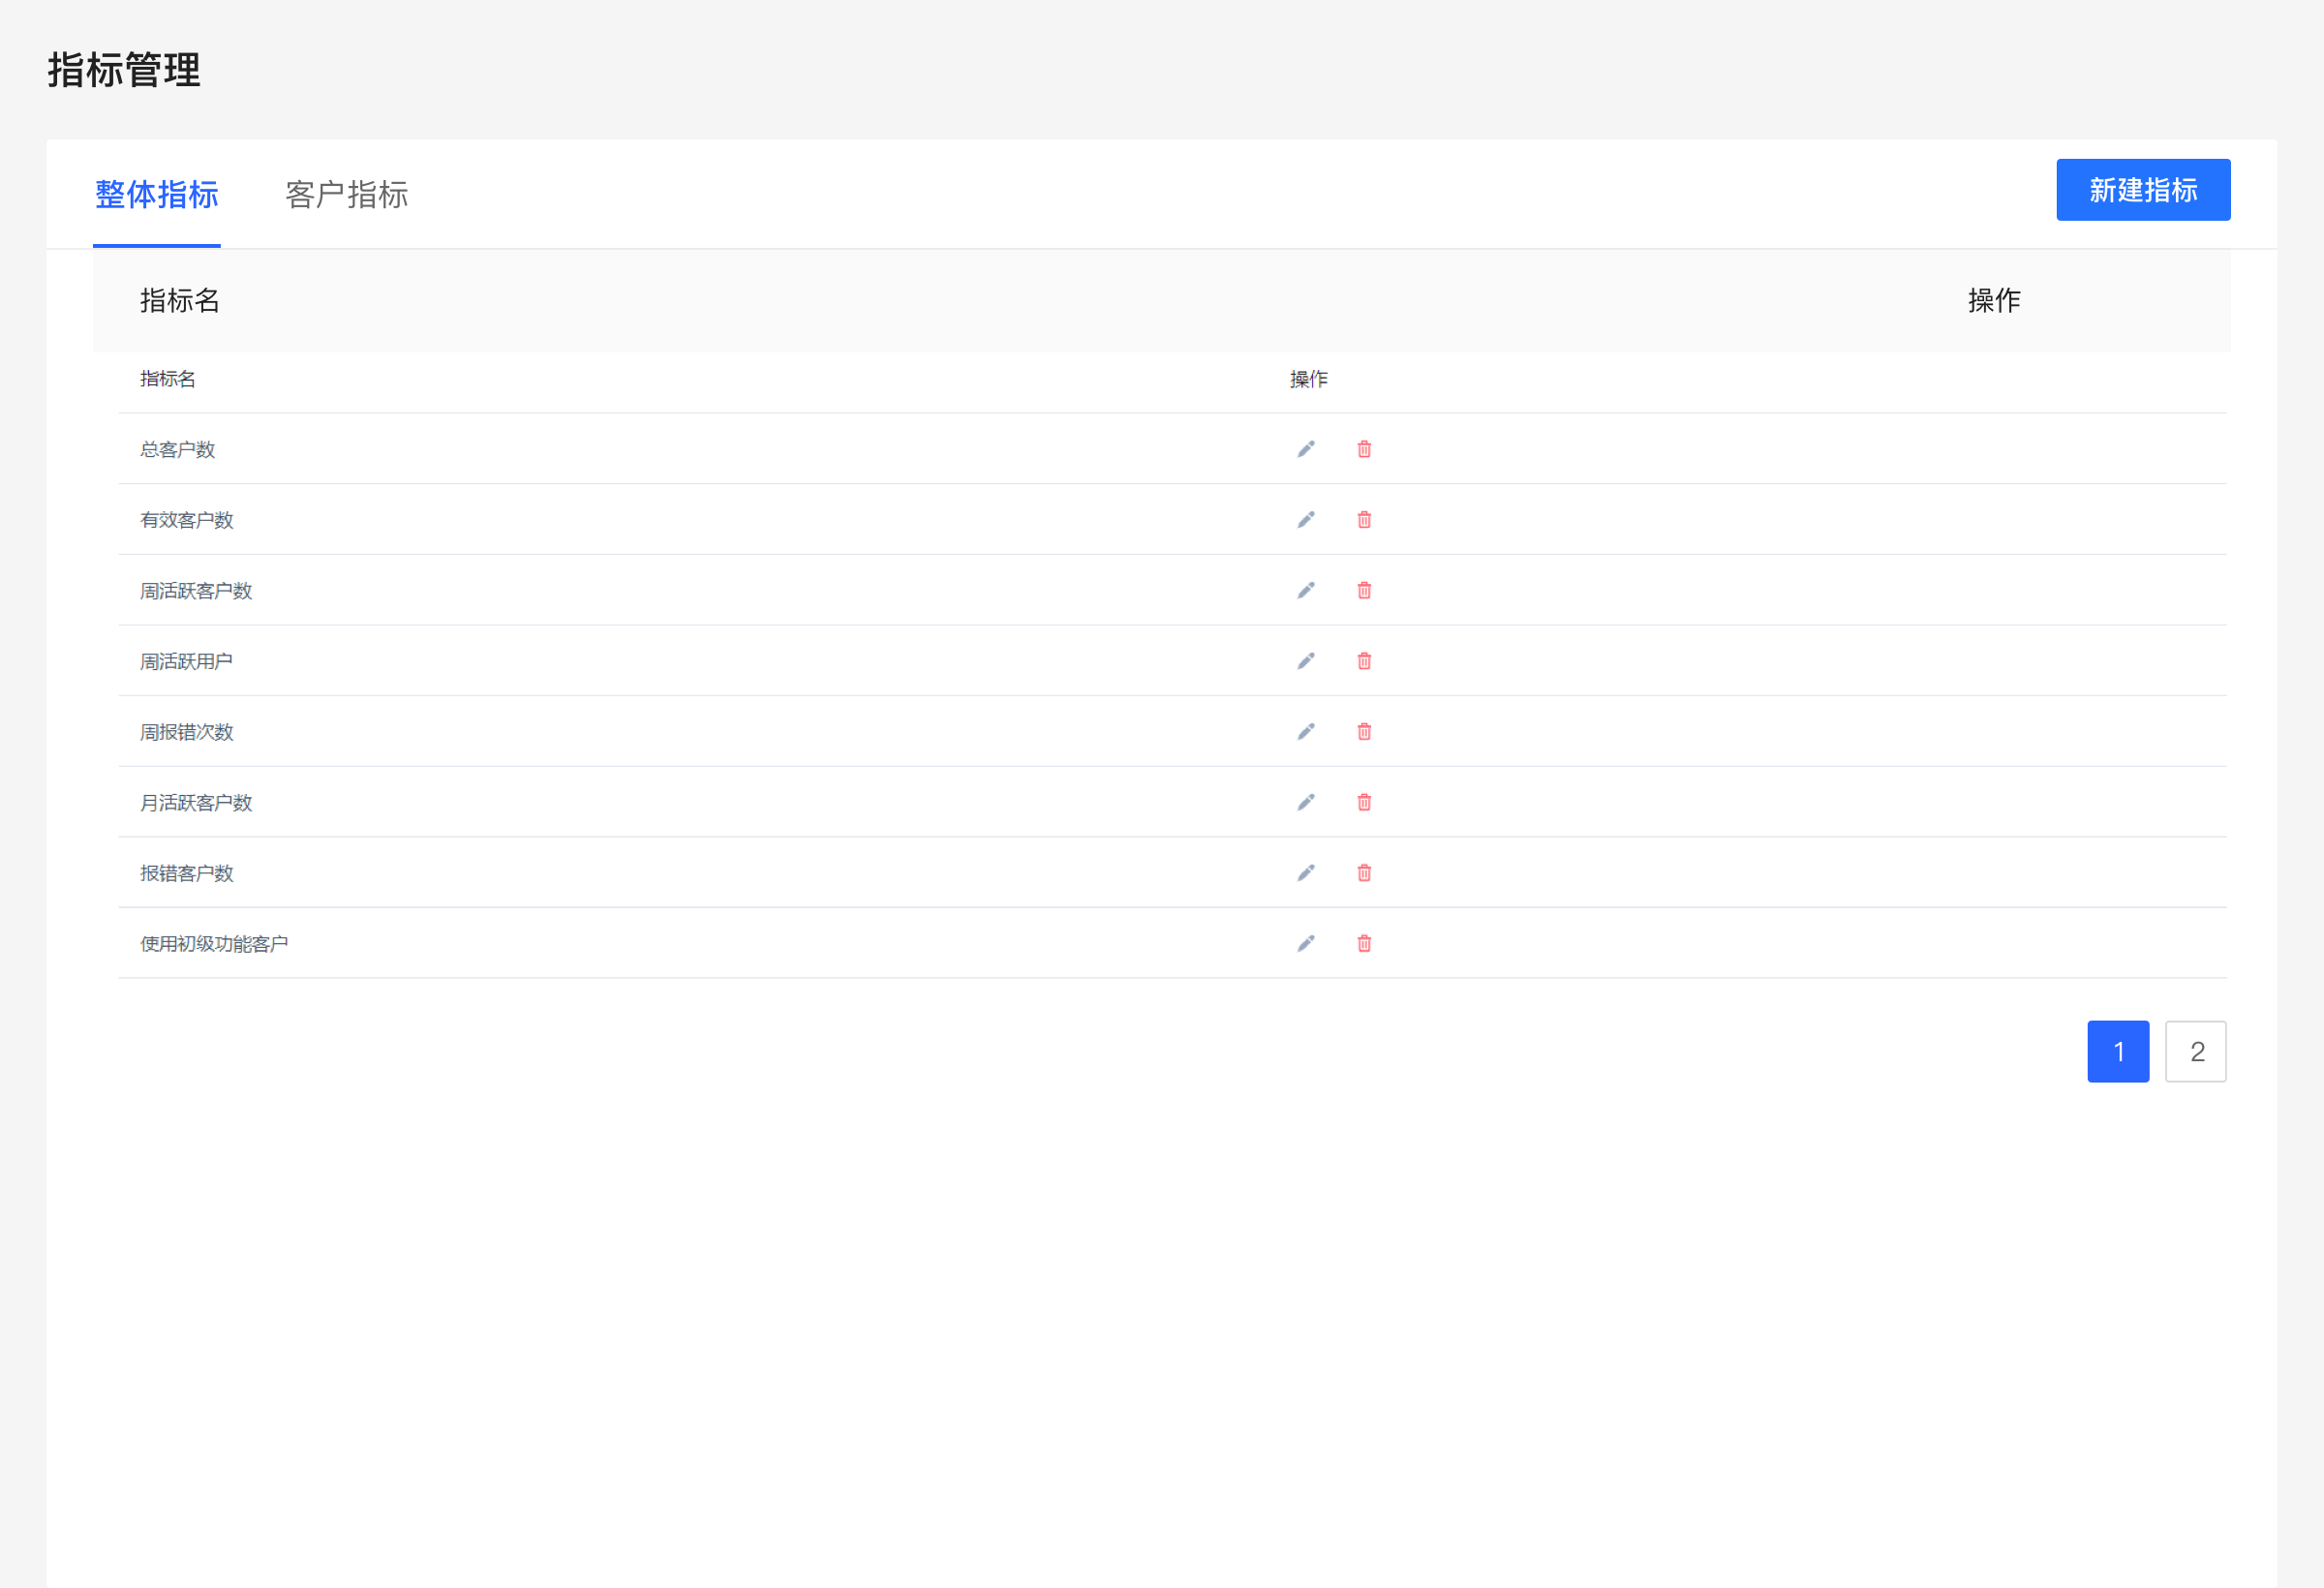 指标管理
整体指标 客户指标 新建指标
指标名 操作
指标名 操作
总客户数
有效客户数
周活跃客户数
周活跃用户
周报错次数
月活跃客户数
报错客户数
使用初级功能客户
1 2